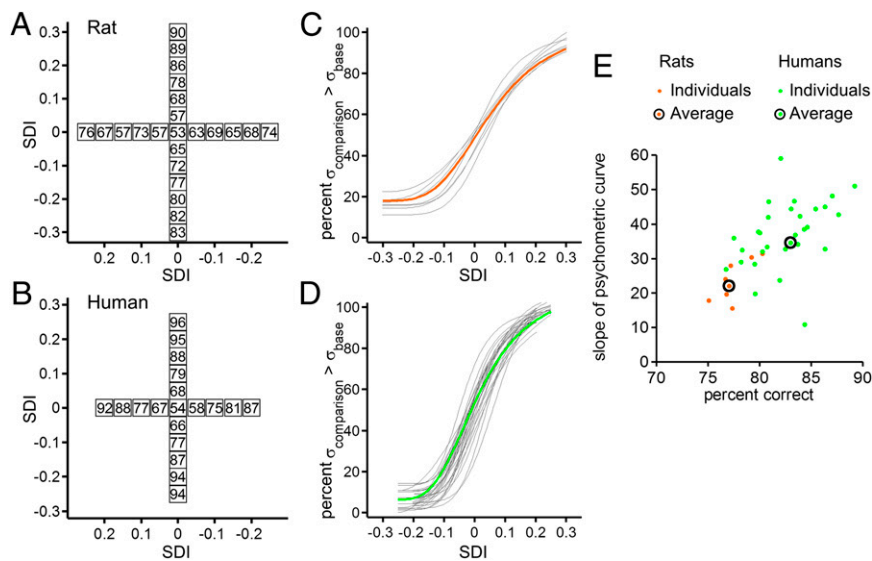 A
Rat
SDI
0.3
0.2
0.1
0
-0.1
-0.2
-0.3
90
89
86
78
68
57
76 67 57 73 57 53 63 69 65 68 74
65
72
77
80
82
83
0.2 0.1 0 -0.1 -0.2
SDI
B
Human
SDI
0.3
0.2
0.1
0
-0.1
-0.2
-0.3
96
95
88
79
68
92 88 77 67 54 58 75 81 87
66
77
87
94
94
0.2 0.1 0 -0.1 -0.2
SDI
C
percent σcomparison > σbase
100
80
60
40
20
0
-0.3 -0.2 -0.1 0 0.1 0.2 0.3
SDI
D
percent σcomparison > σbase
100
80
60
40
20
0
-0.3 -0.2 -0.1 0 0.1 0.2 0.3
SDI
E
Rats Humans
Individuals Individuals
Average Average
slope of psychometric curve
60
50
40
30
20
10
0
70 75 80 85 90
percent correct